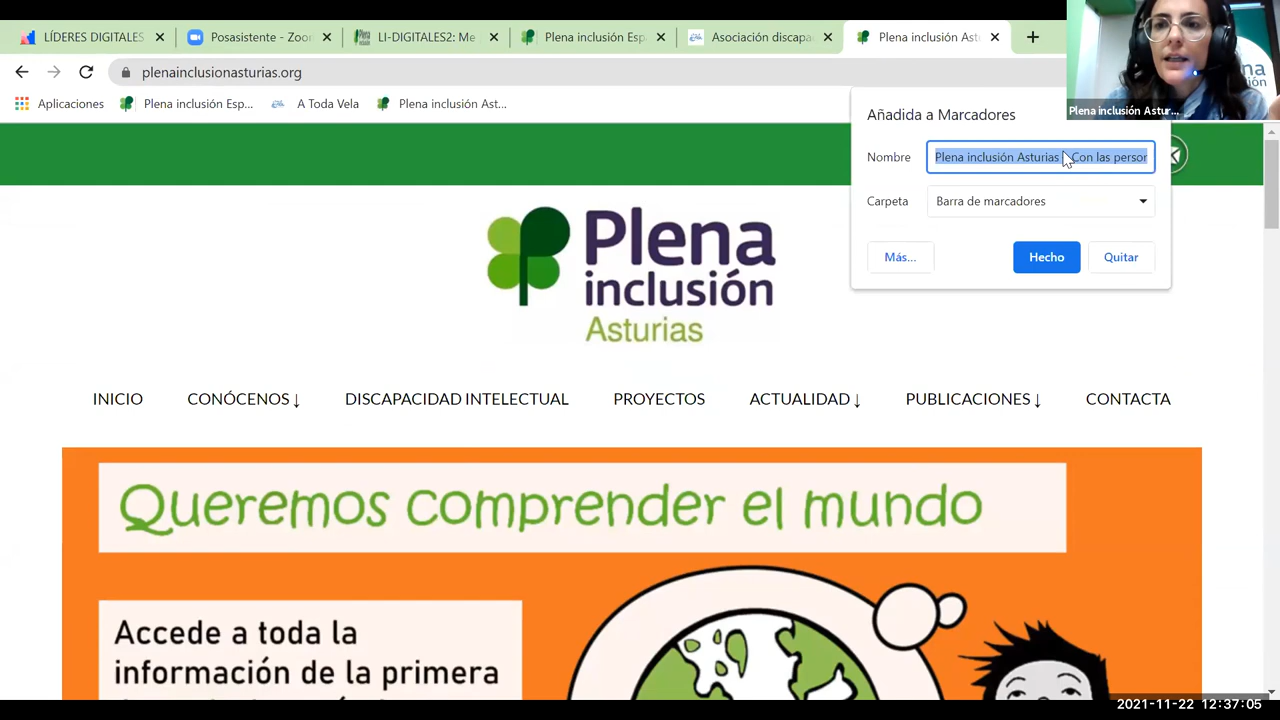 LÍDERES DIGITALES
Posasistente - Zoo
LI-DIGITALES2: M
Plena inclusión Esp
Asociación discapa
Plena inclusión Ast
plenainclusionasturias.org
Aplicaciones
Plena inclusión Esp...
A Toda Vela
Plena inclusión Ast...
Plena inclusión Astur...
Añadida a Marcadores
Nombre
Plena inclusión Asturias
Con las person
Carpeta
Barra de marcadores
Más...
Hecho
Quitar
Plena
inclusión
Asturias
INICIO
CONÓCENOS ↓
DISCAPACIDAD INTELECTUAL
PROYECTOS
ACTUALIDAD ↓
PUBLICACIONES ↓
CONTACTA
Queremos comprender el mundo
Accede a toda la
información de la primera
2021-11-22 12:37:05